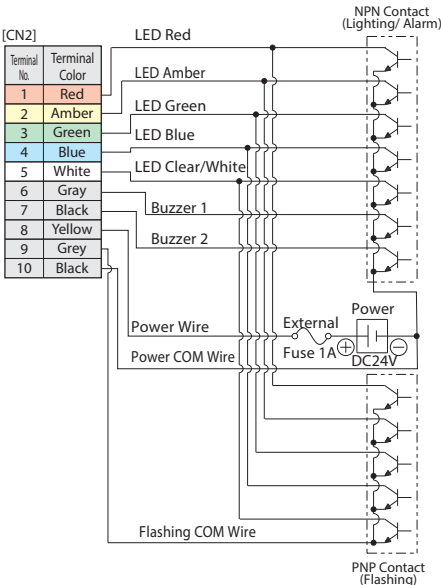 NPN Contact
(Lighting/ Alarm)
[CN2]
LED Red
Terminal No. Terminal Color
1 Red
LED Amber
2 Amber
LED Green
3 Green
LED Blue
4 Blue
LED Clear/White
5 White
6 Gray
Buzzer 1
7 Black
8 Yellow
Buzzer 2
9 Grey
10 Black
Power Wire
External
Fuse 1A
Power
DC24V
Power COM Wire
Flashing COM Wire
PNP Contact
(Flashing)